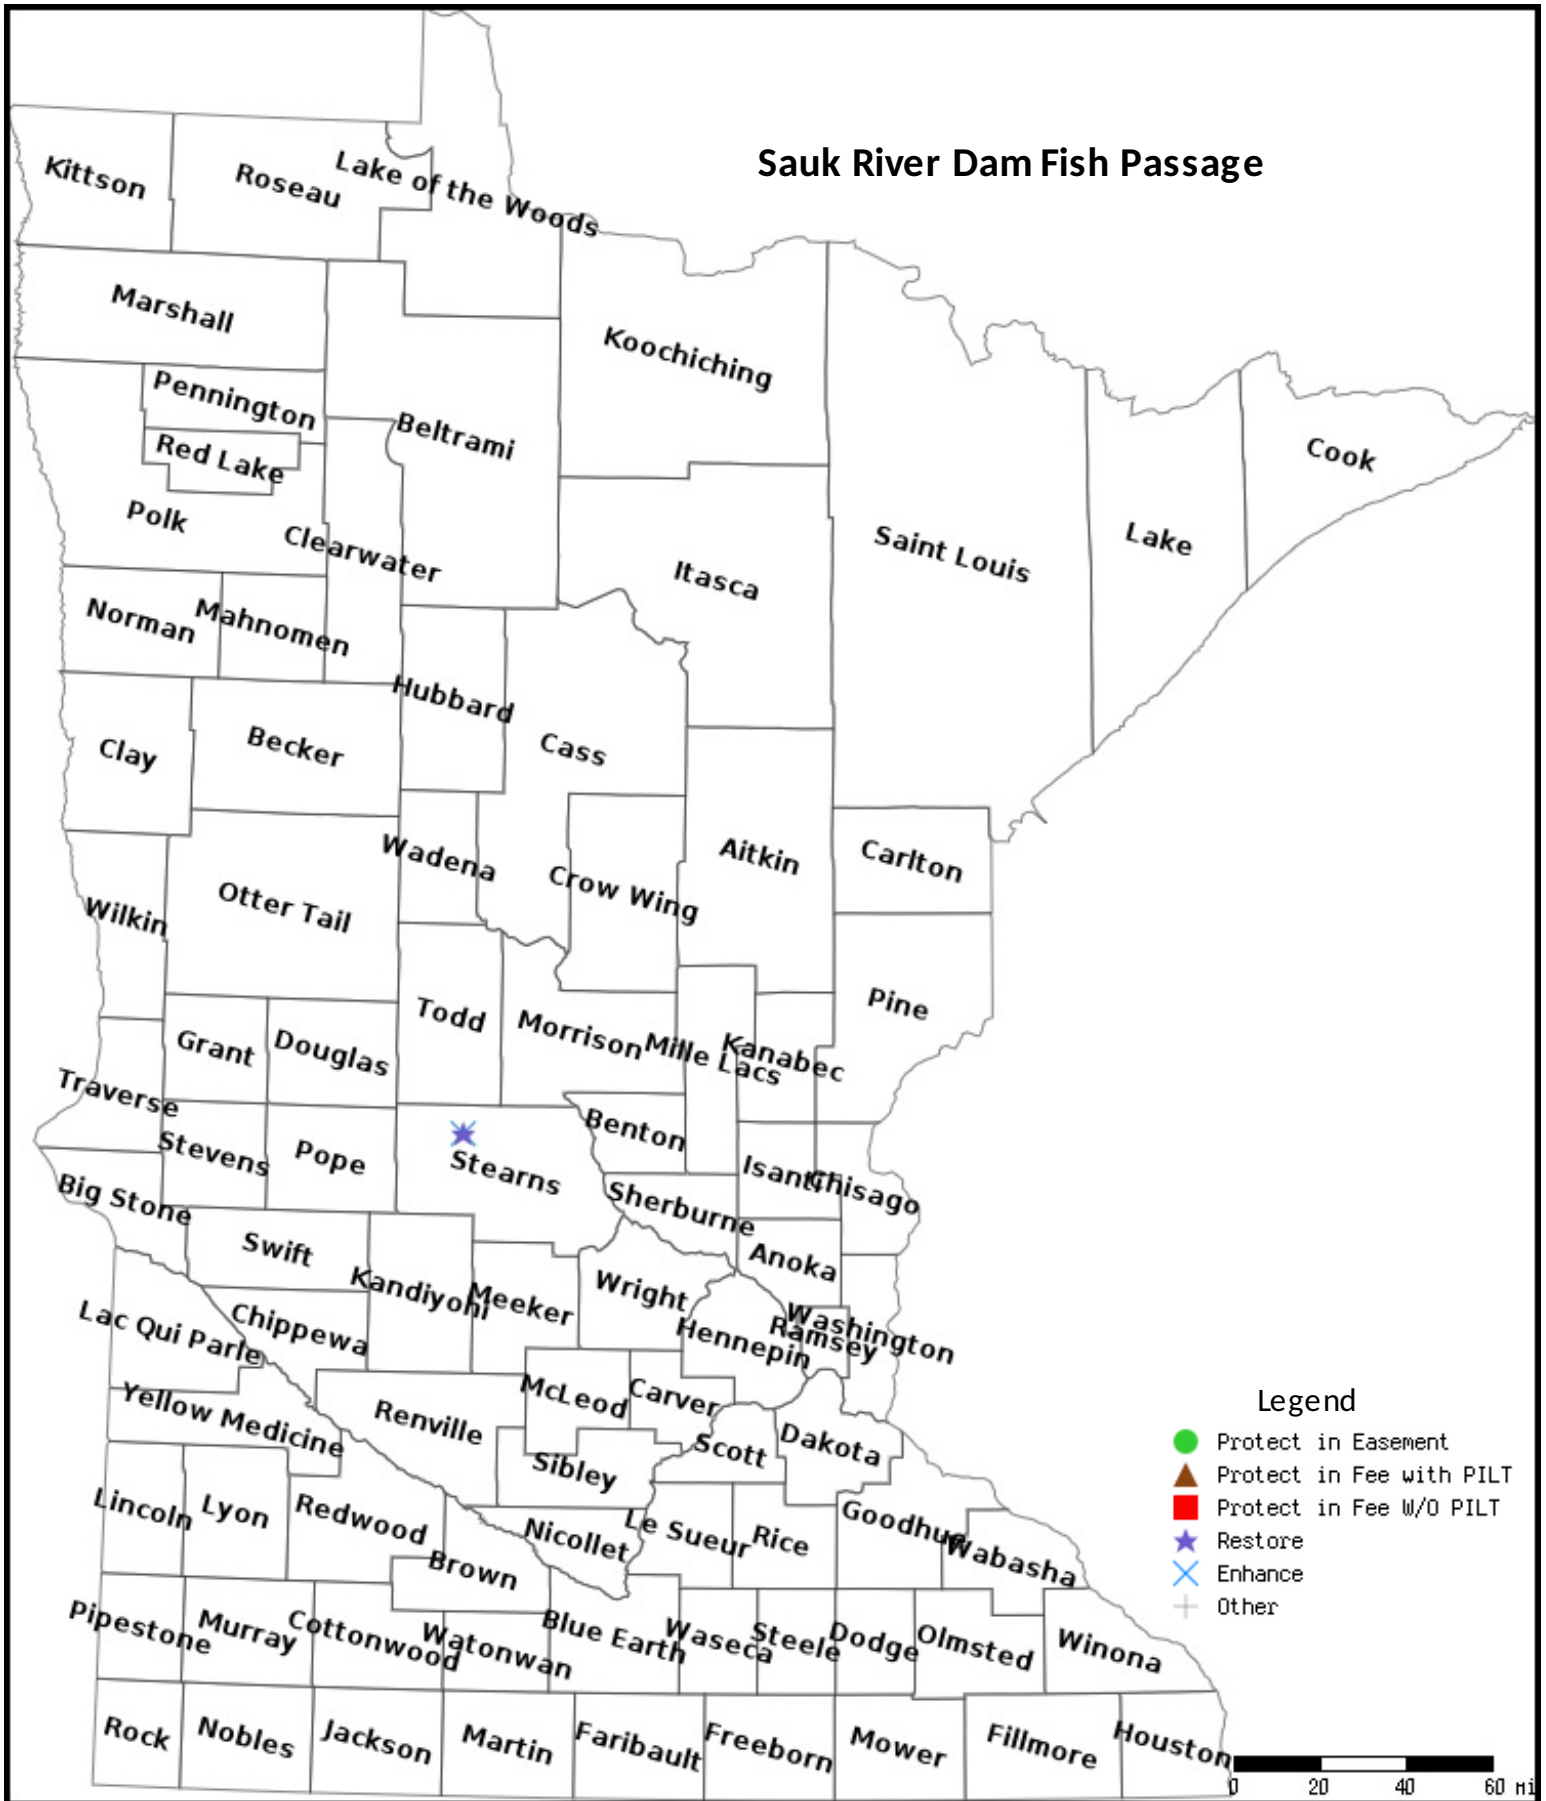 Sauk River Dam Fish Passage
Kittson
Roseau
Lake of the Woods
Marshall
Koochiching
Pennington
Beltrami
Red Lake
Cook
Polk
Clearwater
Saint Louis
Lake
Itasca
Norman
Mahnomen
Hubbard
Clay
Becker
Cass
Wadena
Aitkin
Carlton
Otter Tail
Crow Wing
Wilkin
Todd
Pine
Morrison
Grant
Douglas
Mille Lacs
Kanabec
Traverse
Benton
Stevens
Pope
Stearns
Isanti
Chisago
Big Stone
Sherburne
Swift
Anoka
Kandiyohi
Meeker
Wright
Lac Qui Parle
Chippewa
Hennepin
Ramsey
Washington
McLeod
Carver
Yellow Medicine
Renville
Scott
Dakota
Sibley
Lincoln
Lyon
Redwood
Nicollet
Le Sueur
Rice
Goodhue
Wabasha
Brown
Pipestone
Murray
Cottonwood
Watonwan
Blue Earth
Waseca
Steele
Dodge
Olmsted
Winona
Rock
Nobles
Jackson
Martin
Faribault
Freeborn
Mower
Fillmore
Houston
Legend
Protect in Easement
Protect in Fee with PILT
Protect in Fee W/O PILT
Restore
Enhance
Other
0 20 40 60 mi